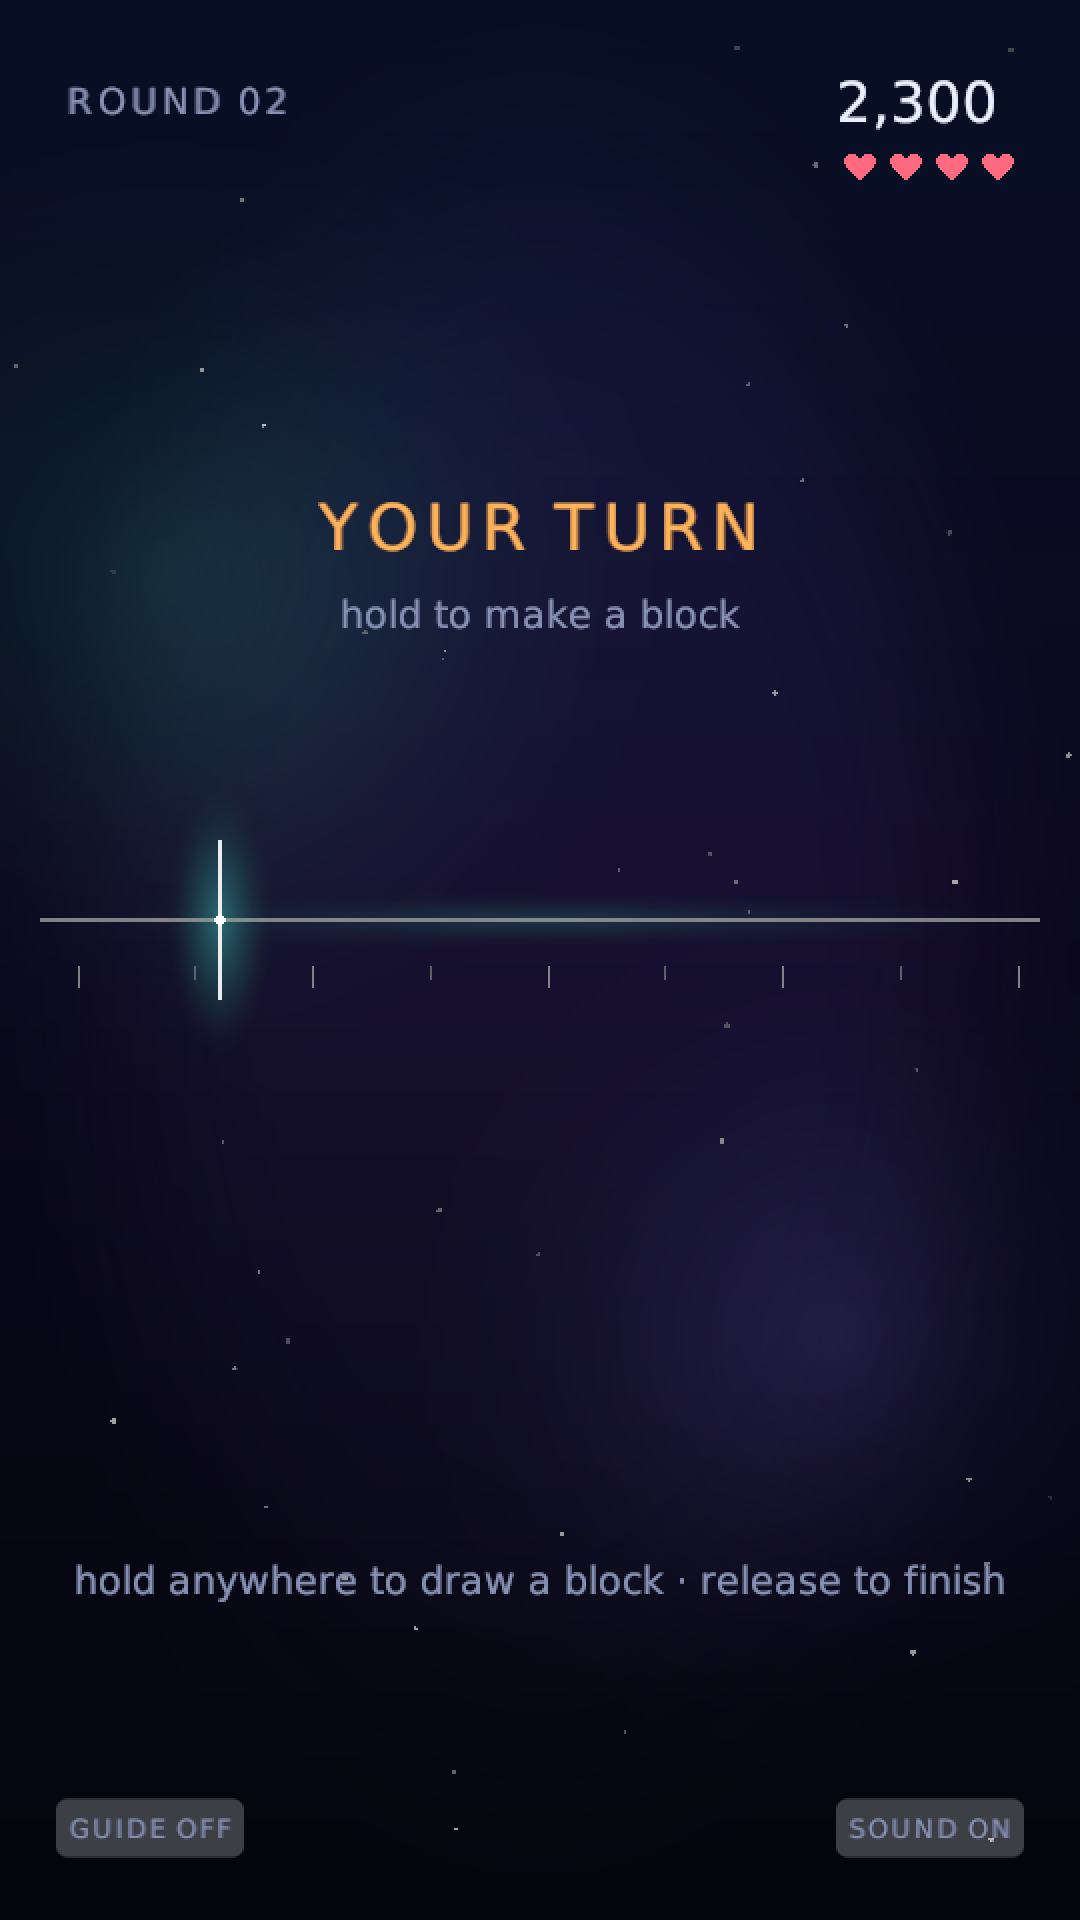 ROUND 02
2,300
YOUR TURN
hold to make a block
hold anywhere to draw a block · release to finish
GUIDE OFF
SOUND ON